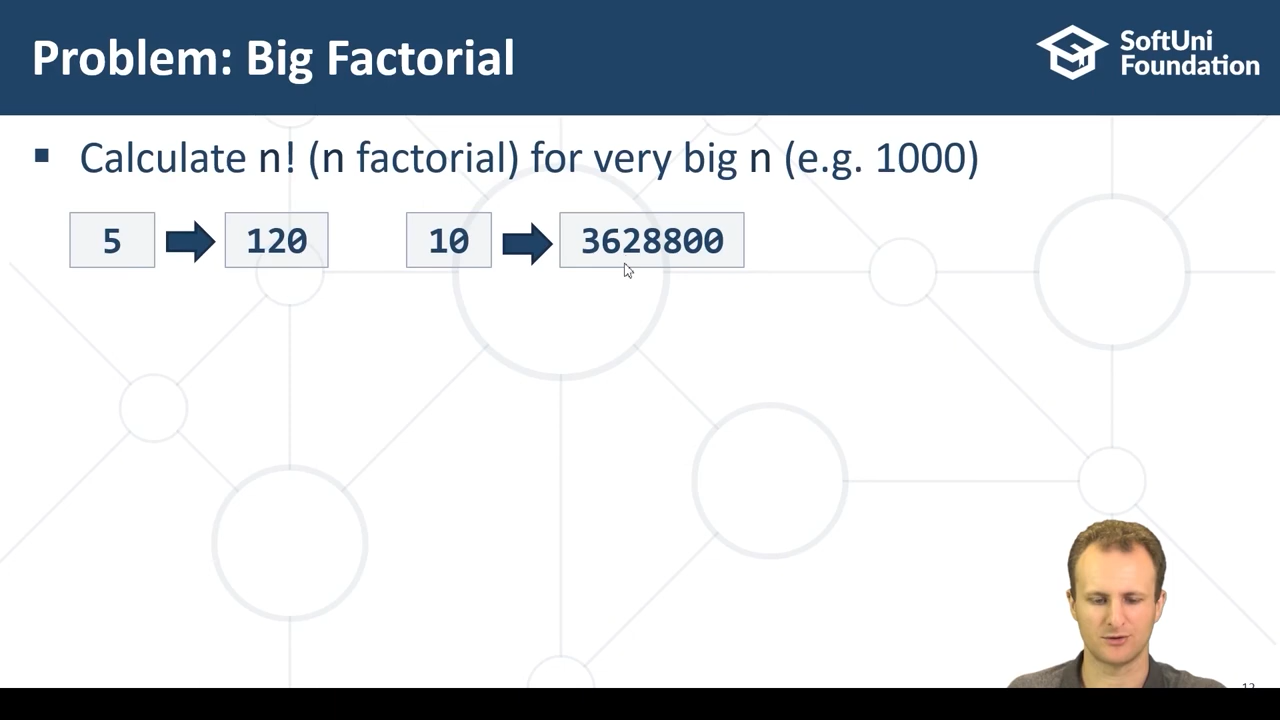 Problem: Big Factorial
SoftUni
Foundation
▪ Calculate n! (n factorial) for very big n (e.g. 1000)
5 120 10 3628800